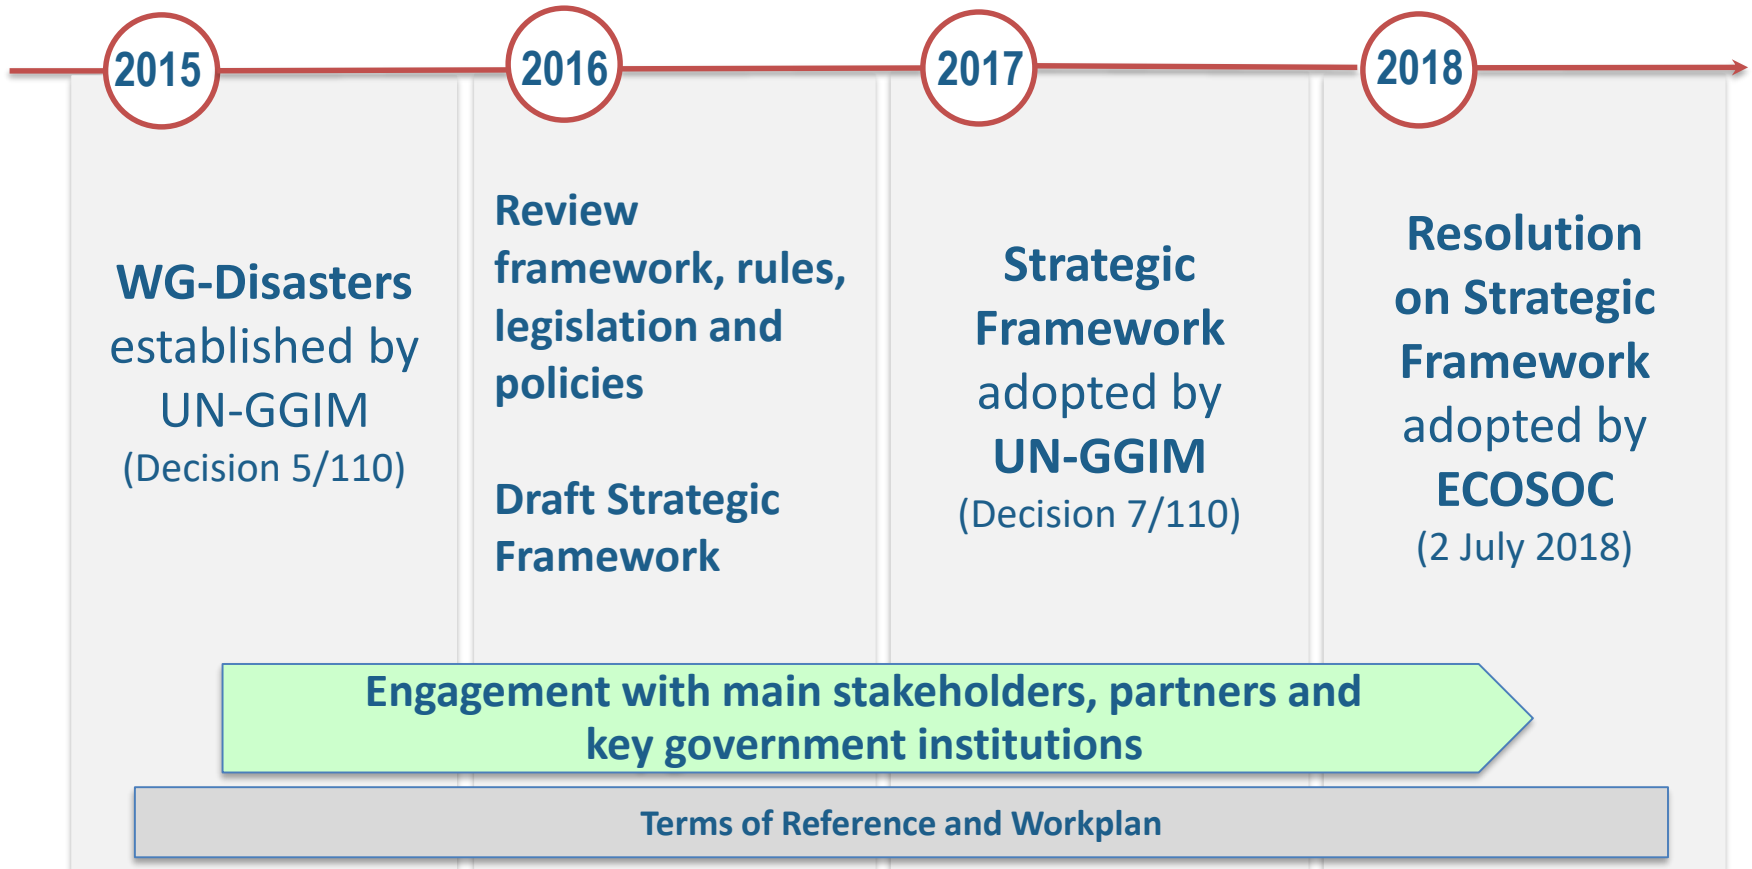 2015
2016
2017
2018
WG-Disasters
established by
UN-GGIM
(Decision 5/110)
Review
framework, rules,
legislation and
policies
Draft Strategic
Framework
Strategic
Framework
adopted by
UN-GGIM
(Decision 7/110)
Resolution
on Strategic
Framework
adopted by
ECOSOC
(2 July 2018)
Engagement with main stakeholders, partners and
key government institutions
Terms of Reference and Workplan